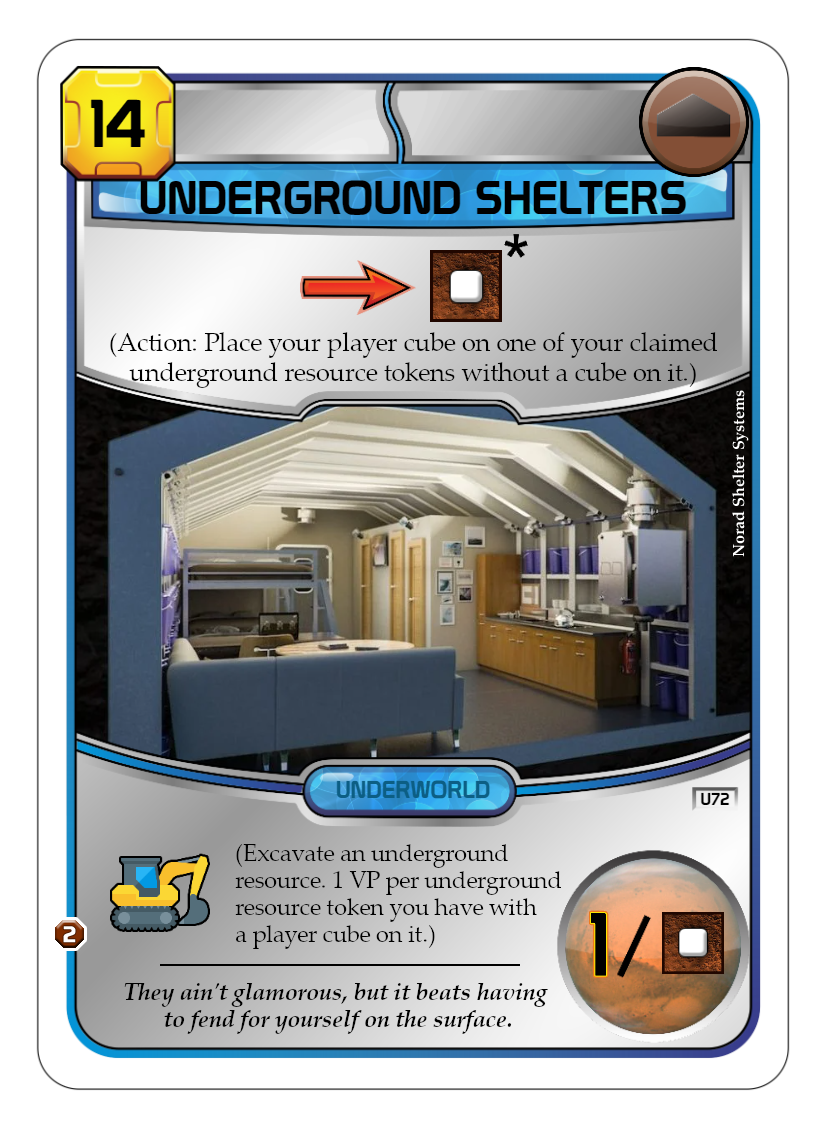 14
UNDERGROUND SHELTERS
*
(Action: Place your player cube on one of your claimed
underground resource tokens without a cube on it.)
Norad Shelter Systems
UNDERWORLD
U72
(Excavate an underground
resource. 1 VP per underground
resource token you have with
a player cube on it.)
2
1/
They ain't glamorous, but it beats having
to fend for yourself on the surface.